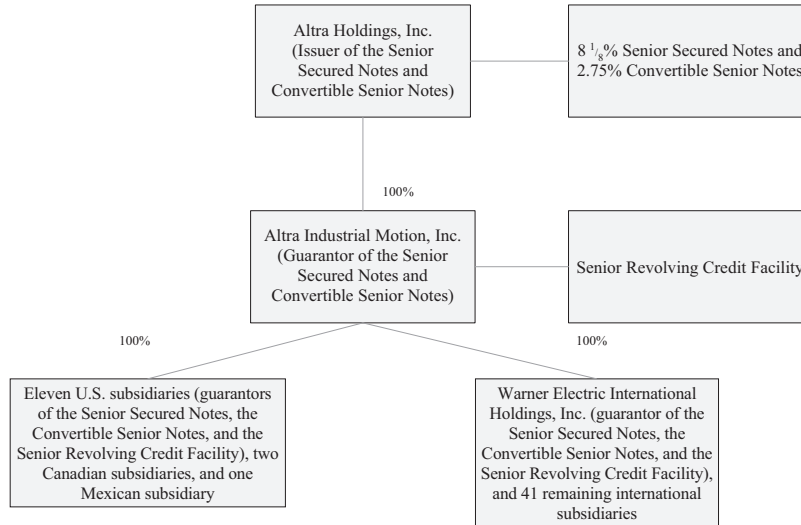 Altra Holdings, Inc.
(Issuer of the Senior
Secured Notes and
Convertible Senior Notes)
8 1/8% Senior Secured Notes and
2.75% Convertible Senior Notes
100%
Altra Industrial Motion, Inc.
(Guarantor of the Senior
Secured Notes and
Convertible Senior Notes)
Senior Revolving Credit Facility
100%
100%
Eleven U.S. subsidiaries (guarantors
of the Senior Secured Notes, the
Convertible Senior Notes, and the
Senior Revolving Credit Facility), two
Canadian subsidiaries, and one
Mexican subsidiary
Warner Electric International
Holdings, Inc. (guarantor of the
Senior Secured Notes, the
Convertible Senior Notes, and the
Senior Revolving Credit Facility),
and 41 remaining international
subsidiaries